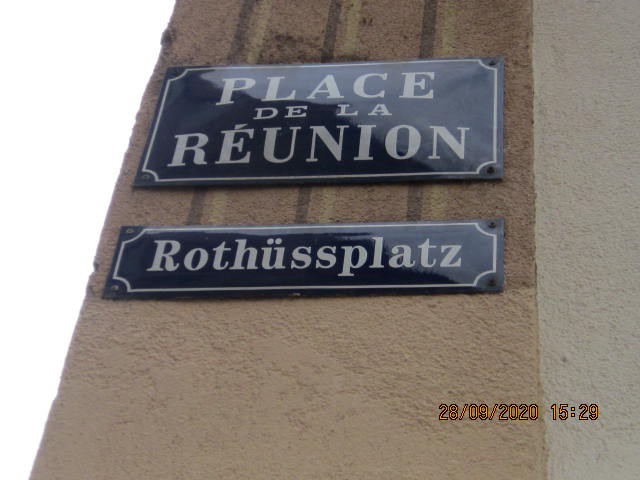 PLACE
DE LA
RÉUNION
Rothüssplatz
28/09/2020 15:29